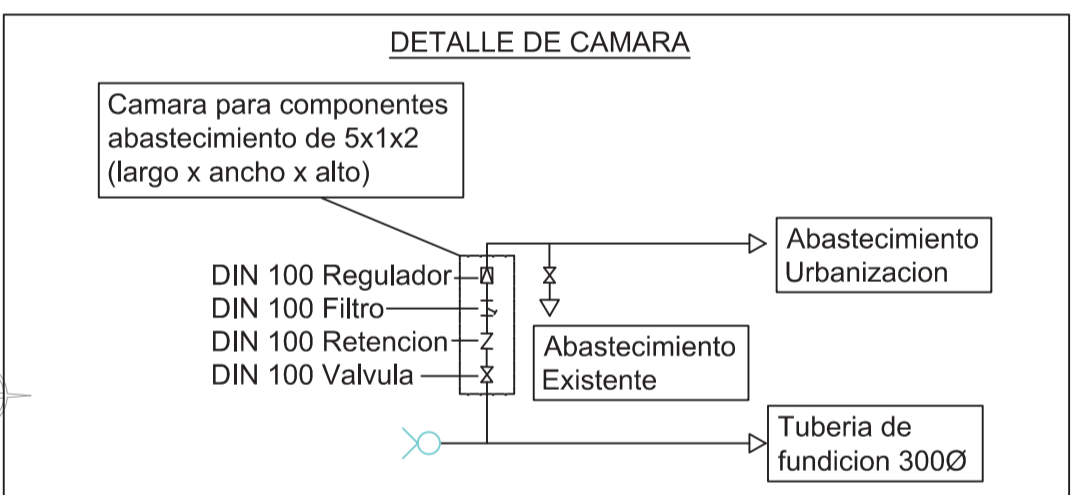 DETALLE DE CAMARA
Camara para componentes
abastecimiento de 5x1x2
(largo x ancho x alto)
Abastecimiento
Urbanizacion
DIN 100 Regulador
DIN 100 Filtro
DIN 100 Retencion
DIN 100 Valvula
Abastecimiento
Existente
Tuberia de
fundicion 300Ø